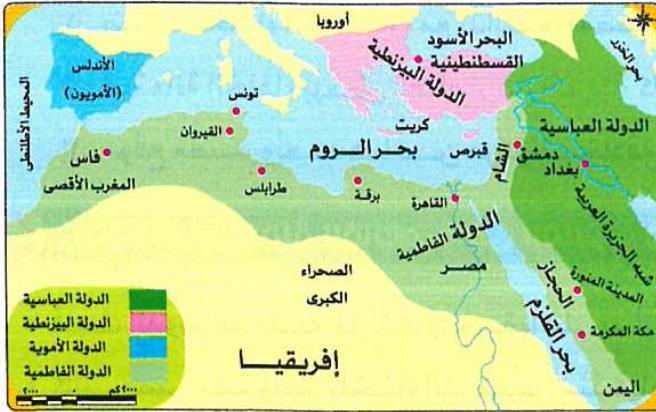 أوروبا
البحر الأسود
القسطنطينية
الدولة البيزنطية
بحر الخزر
الأندلس
(الأمويون)
المحيط الأطلنطى
تونس
القيروان
فاس
المغرب الأقصى
طرابلس
برقة
كريت
بحر الروم
قبرص
الشام
دمشق
بغداد
الدولة العباسية
القاهرة
الدولة الفاطمية
مصر
شبه الجزيرة العربية
المدينة المنورة
الحجاز
مكة المكرمة
بحر القلزم
اليمن
الصحراء
الكبرى
إفريقيا
الدولة العباسية
الدولة البيزنطية
الدولة الأموية
الدولة الفاطمية